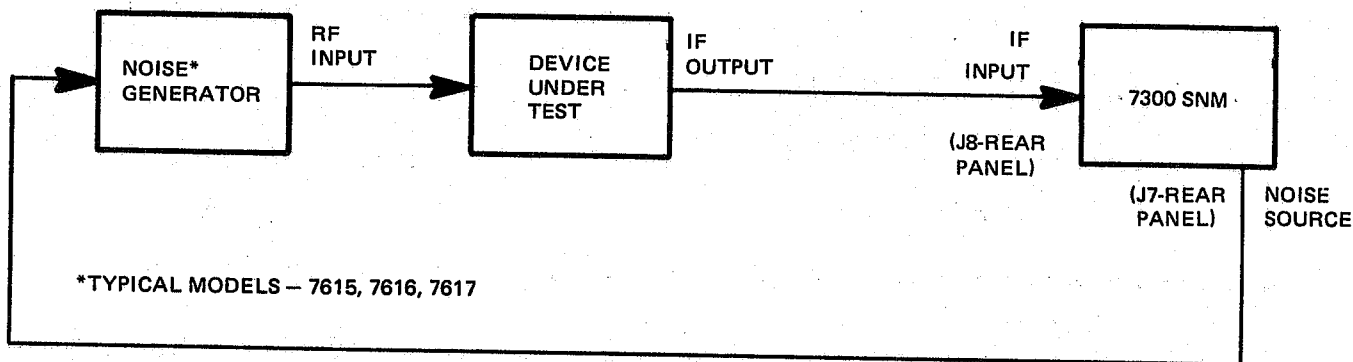 NOISE*
GENERATOR
RF
INPUT
DEVICE
UNDER
TEST
IF
OUTPUT
IF
INPUT
(J8-REAR
PANEL)
7300 SNM
(J7-REAR
PANEL)
NOISE
SOURCE
*TYPICAL MODELS — 7615, 7616, 7617